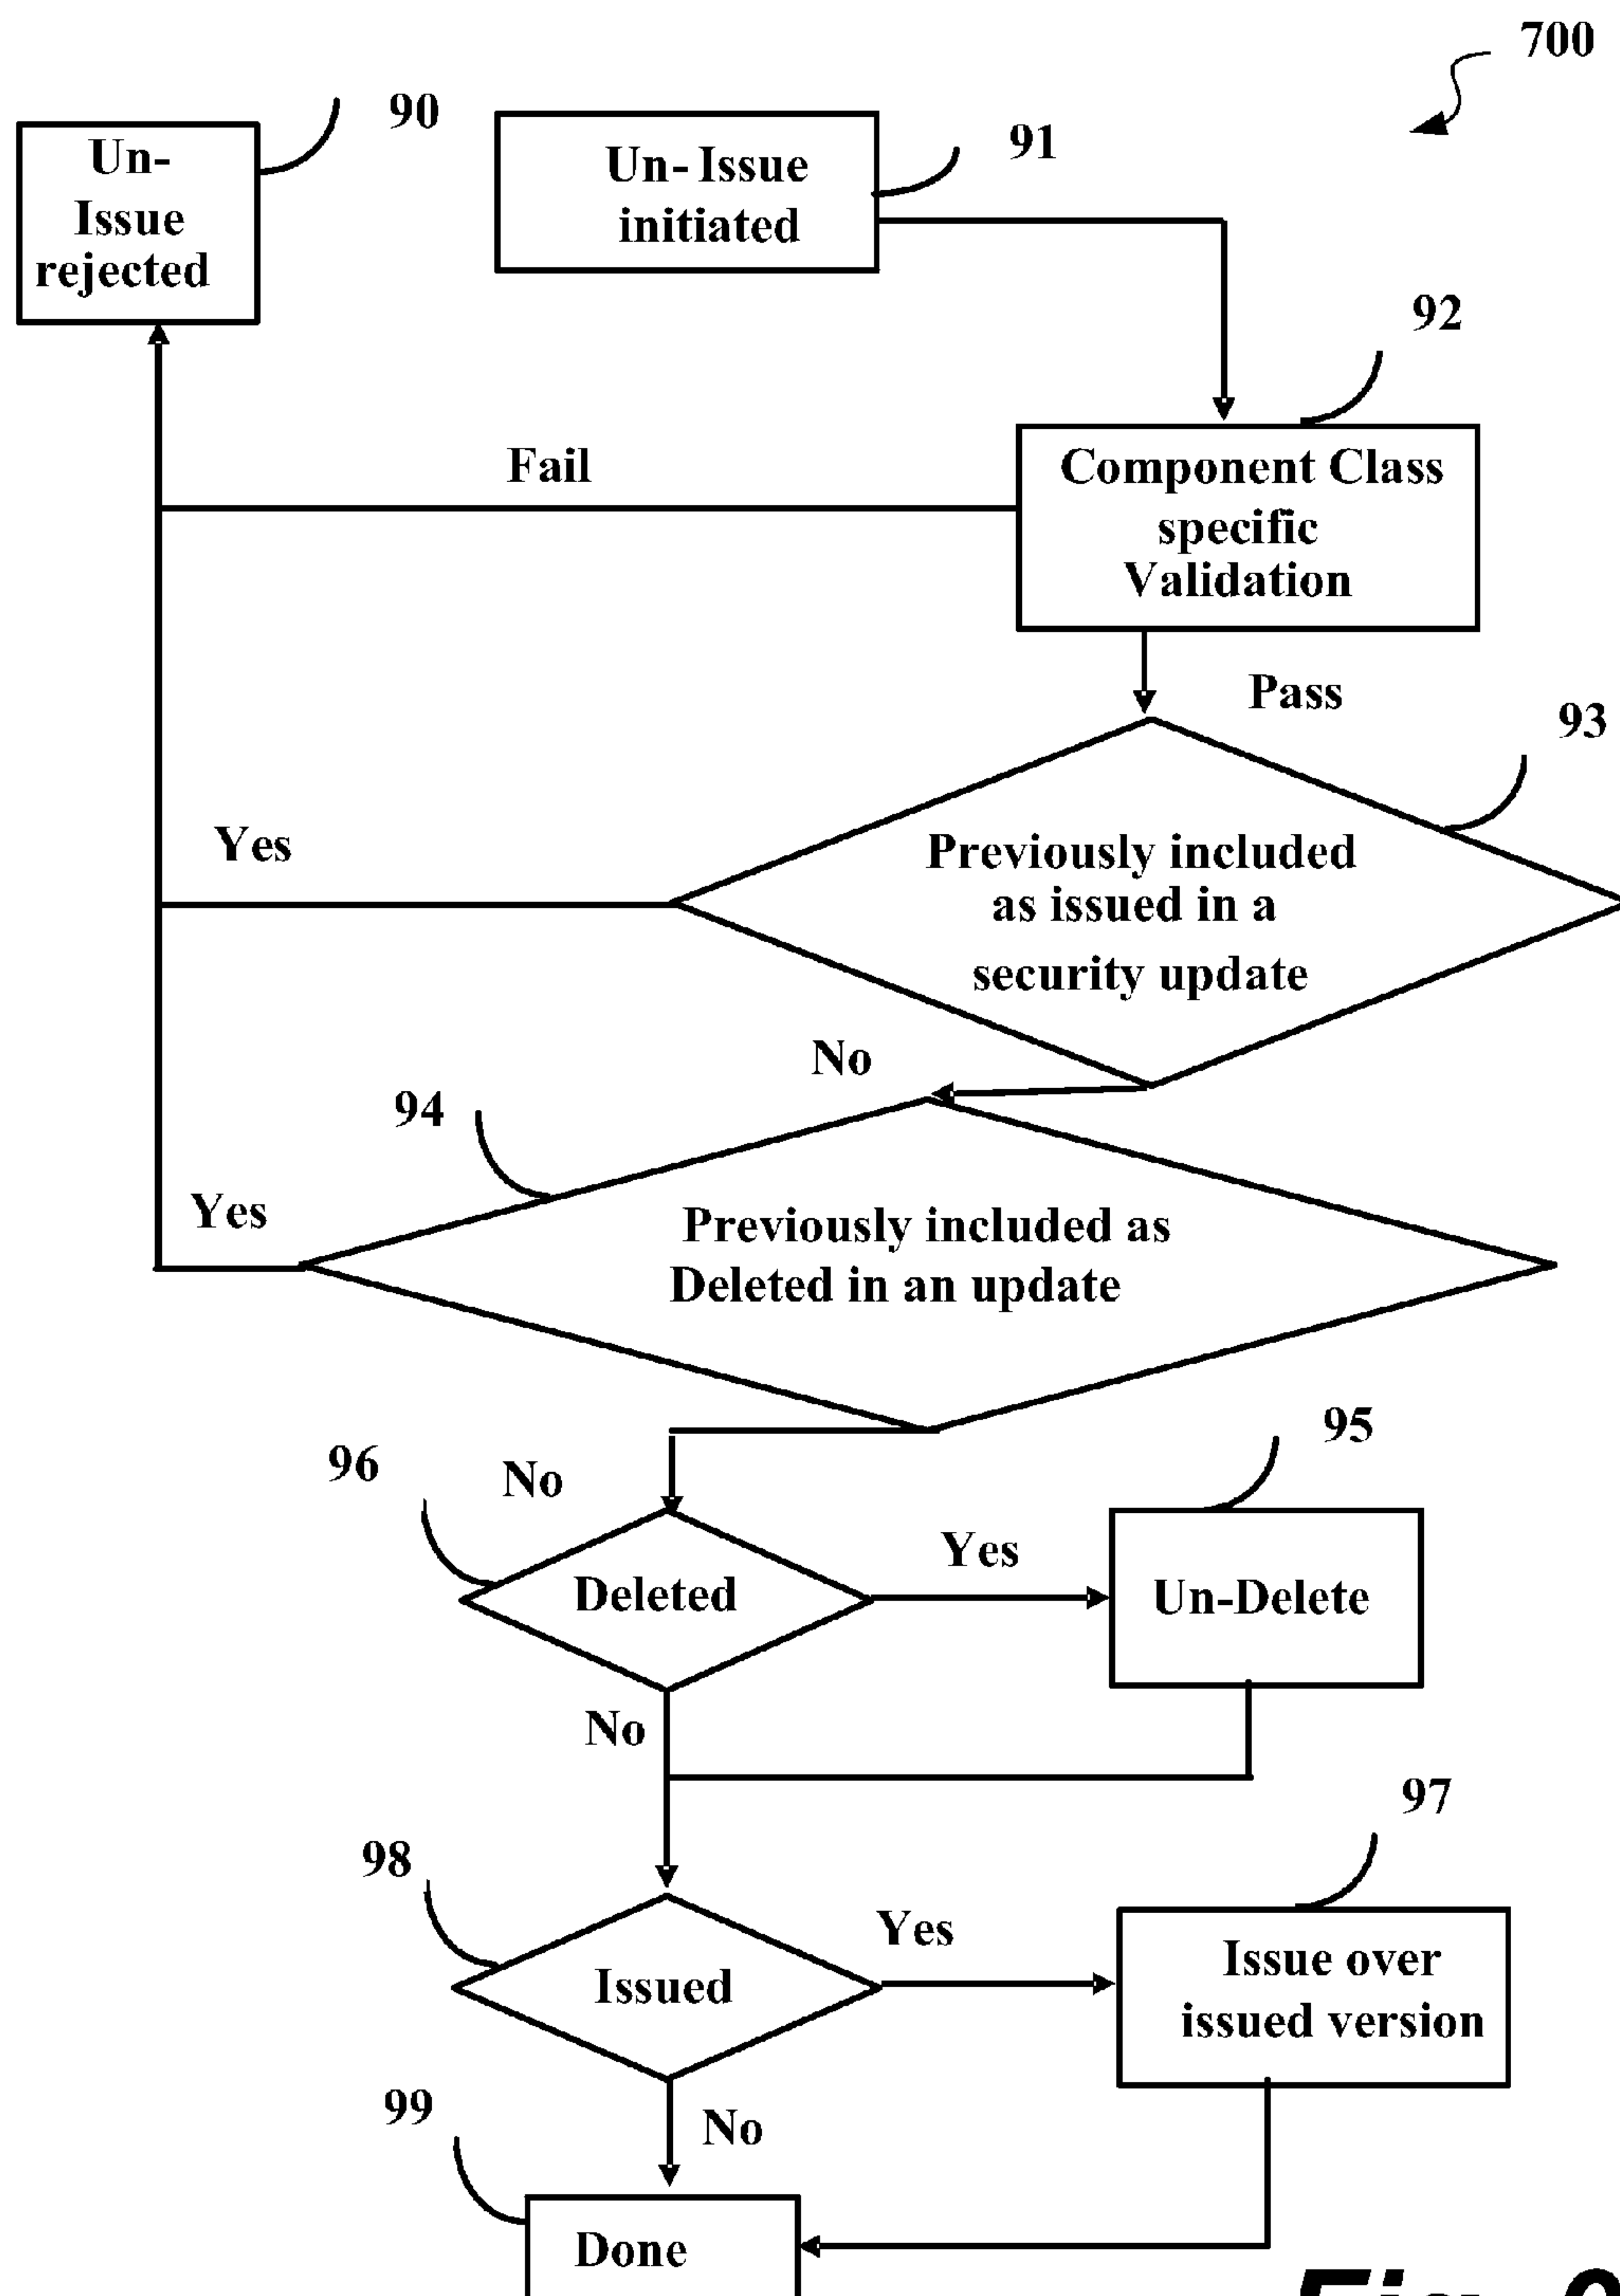 700
90
Un-
Issue
rejected
91
Un-Issue
initiated
92
Fail
Component Class
specific
Validation
Pass
93
Yes
Previously included
as issued in a
security update
No
94
Yes
Previously included as
Deleted in an update
95
96
No
Yes
Deleted
Un-Delete
No
97
98
Yes
Issued
Issue over
issued version
99
No
Done